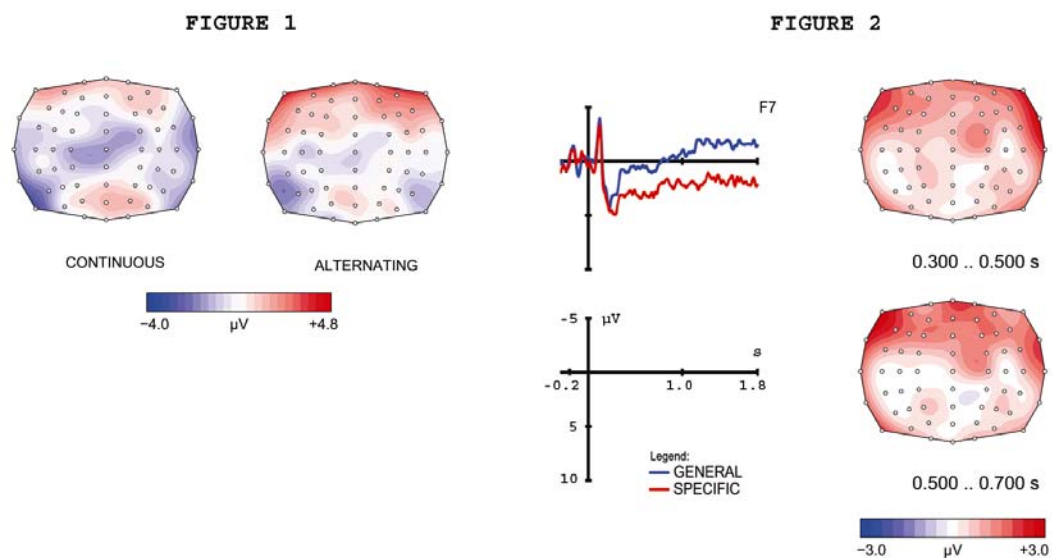 FIGURE 1
CONTINUOUS
ALTERNATING
−4.0 µV +4.8
FIGURE 2
F7
0.300 .. 0.500 s
-5 µV
s
-0.2 1.0 1.8
5
10
Legend:
GENERAL
SPECIFIC
0.500 .. 0.700 s
−3.0 µV +3.0